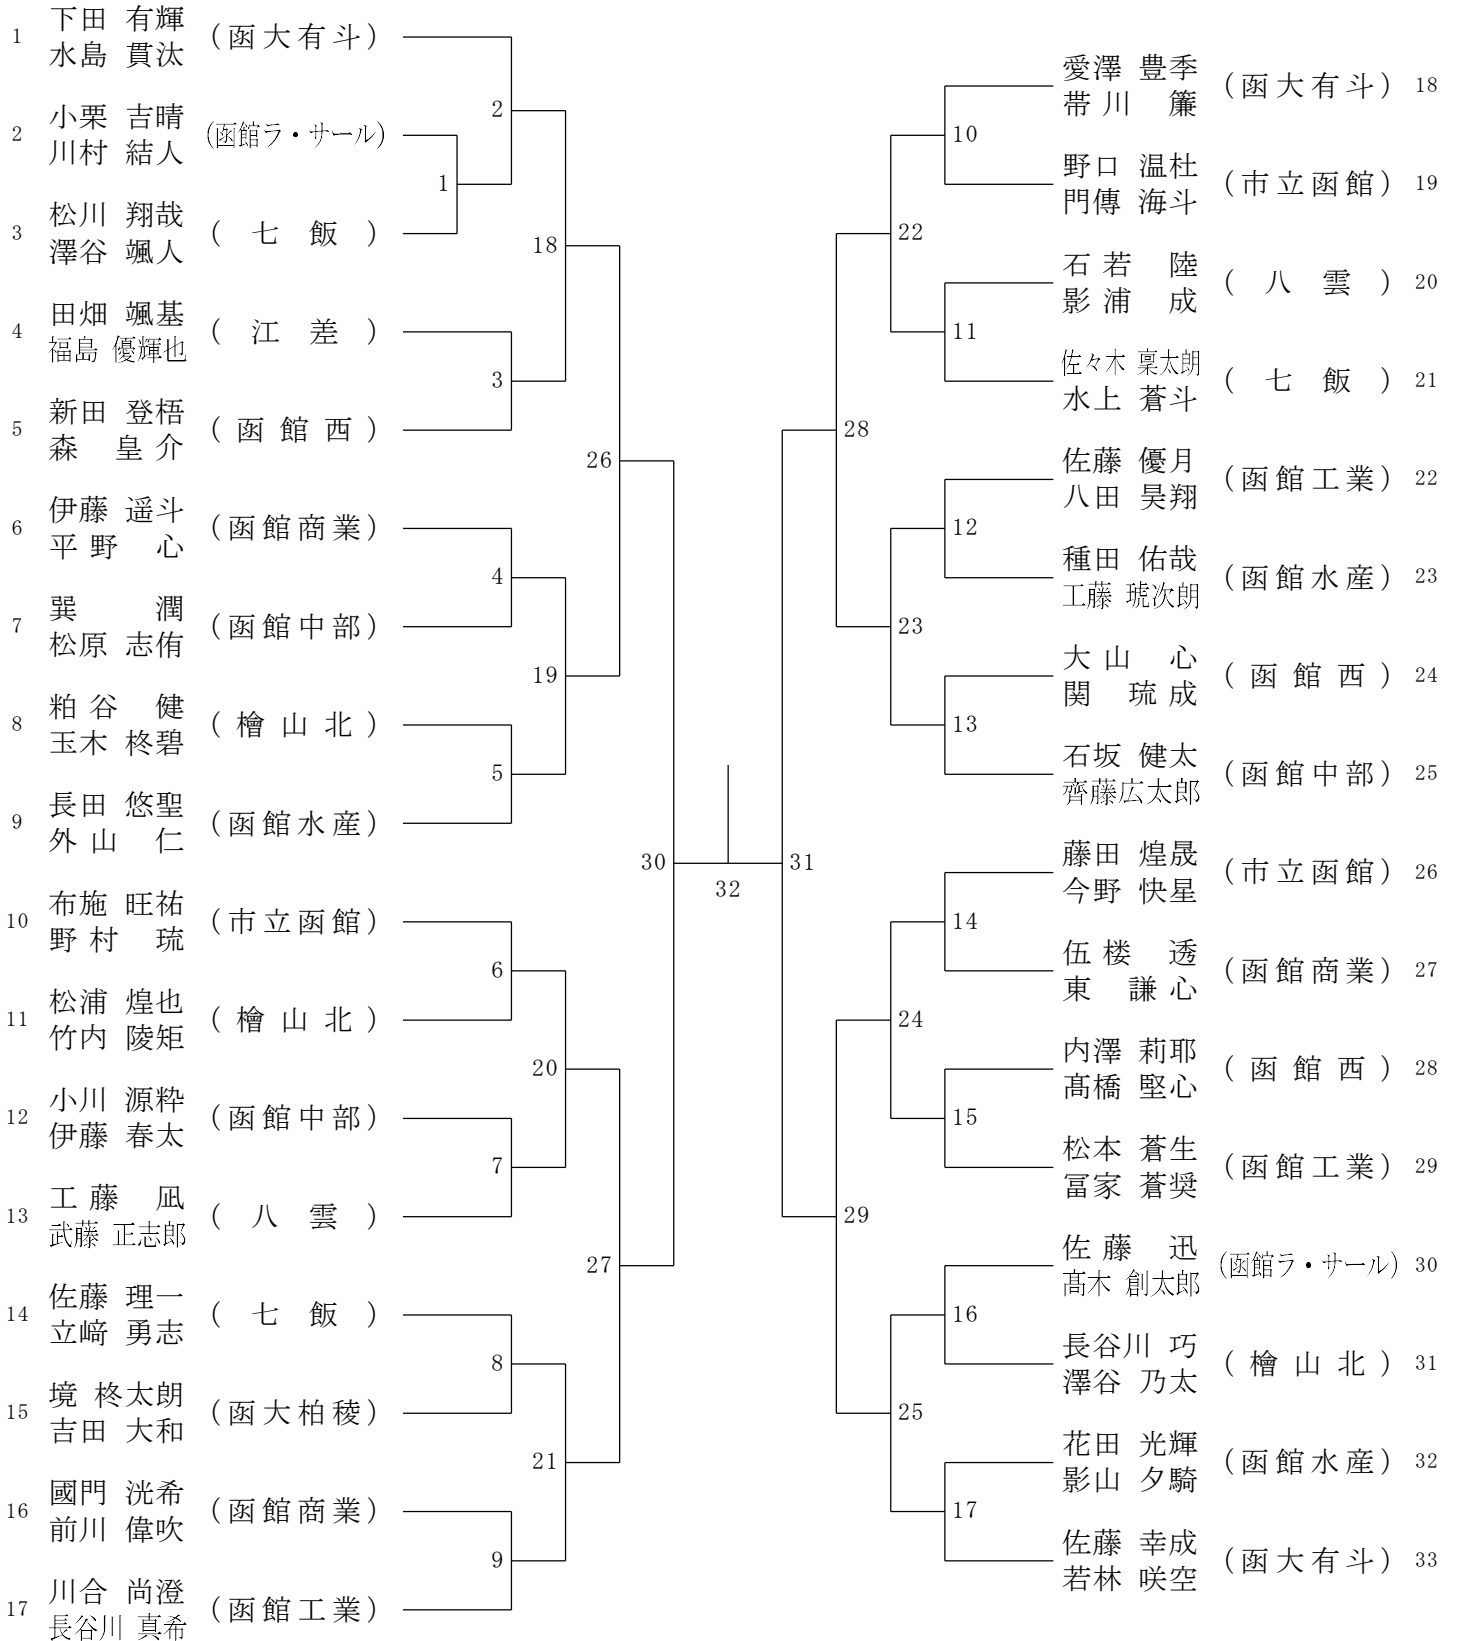 1 下田 有輝 (函大有斗)
水島 貫汰
2 小栗 吉晴 (函館ラ・サール)
川村 結人
3 松川 翔哉 (七飯)
澤谷 颯人
4 田畑 颯基 (江差)
福島 優輝也
5 新田 登梧 (函館西)
森 皇介
6 伊藤 遥斗 (函館商業)
平野 心
7 巽 潤 (函館中部)
松原 志侑
8 粕谷 健 (檜山北)
玉木 柊碧
9 長田 悠聖 (函館水産)
外山 仁
10 布施 旺祐 (市立函館)
野村 琉
11 松浦 煌也 (檜山北)
竹内 陵矩
12 小川 源粋 (函館中部)
伊藤 春太
13 工藤 凪 (八雲)
武藤 正志郎
14 佐藤 理一 (七飯)
立﨑 勇志
15 境 柊太朗 (函大柏稜)
吉田 大和
16 國門 洸希 (函館商業)
前川 偉吹
17 川合 尚澄 (函館工業)
長谷川 真希
2
1
18
3
26
4
19
5
30
6
20
7
27
8
21
9
32
31
10
22
11
28
12
23
13
14
24
15
29
16
25
17
愛澤 豊季 (函大有斗) 18
帯川 簾
野口 温杜 (市立函館) 19
門傳 海斗
石若 陸 (八雲) 20
影浦 成
佐々木 稟太朗 (七飯) 21
水上 蒼斗
佐藤 優月 (函館工業) 22
八田 昊翔
種田 佑哉 (函館水産) 23
工藤 琥次朗
大山 心 (函館西) 24
関 琉成
石坂 健太 (函館中部) 25
齊藤広太郎
藤田 煌晟 (市立函館) 26
今野 快星
伍楼 透 (函館商業) 27
東 謙心
内澤 莉耶 (函館西) 28
髙橋 堅心
松本 蒼生 (函館工業) 29
冨家 蒼奨
佐藤 迅 (函館ラ・サール) 30
髙木 創太郎
長谷川 巧 (檜山北) 31
澤谷 乃太
花田 光輝 (函館水産) 32
影山 夕騎
佐藤 幸成 (函大有斗) 33
若林 咲空